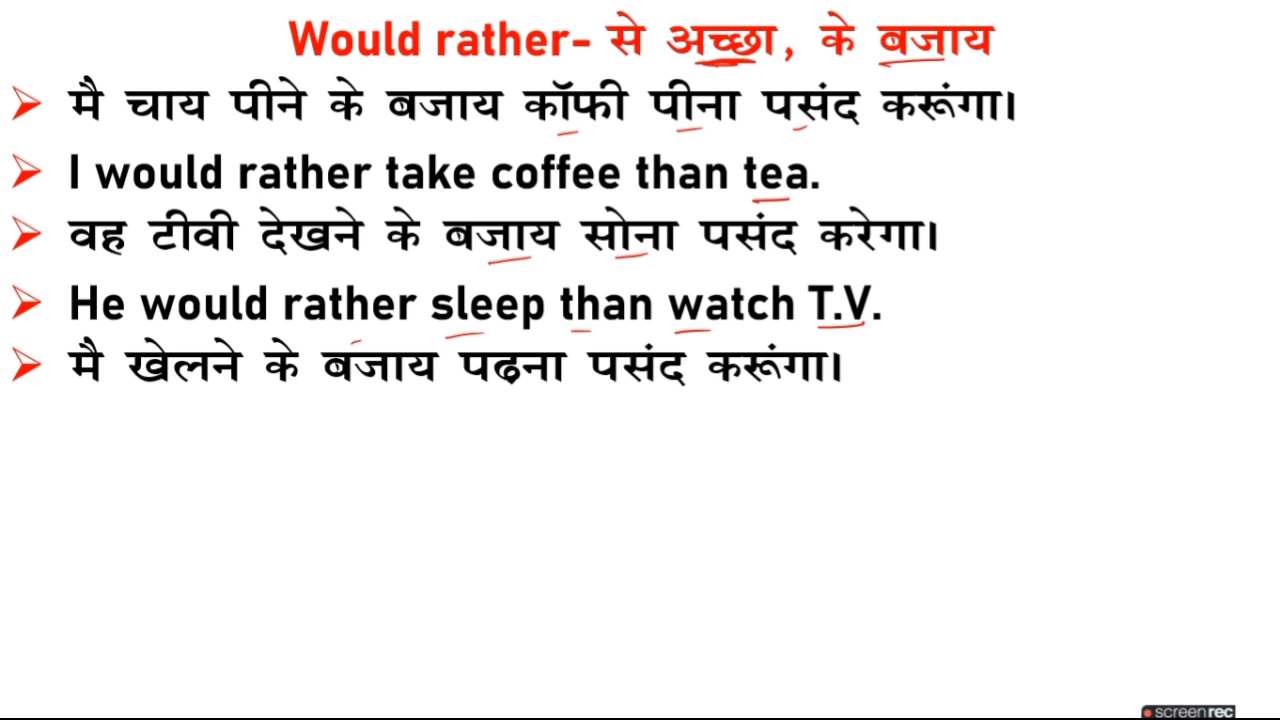 Would rather- से अच्छा, के बजाय
➢ मै चाय पीने के बजाय कॉफी पीना पसंद करूंगा।
➢ I would rather take coffee than tea.
➢ वह टीवी देखने के बजाय सोना पसंद करेगा।
➢ He would rather sleep than watch T.V.
➢ मै खेलने के बजाय पढना पसंद करूंगा।
screenrec